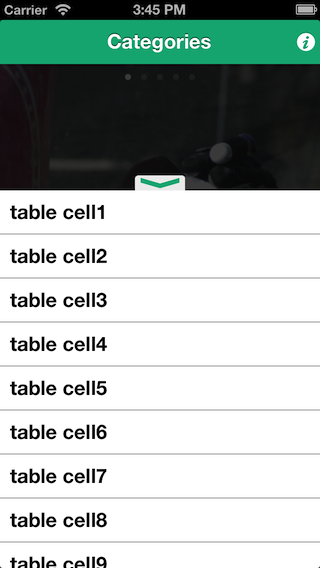 Carrier 3:45 PM
Categories
table cell1
table cell2
table cell3
table cell4
table cell5
table cell6
table cell7
table cell8
table cell9